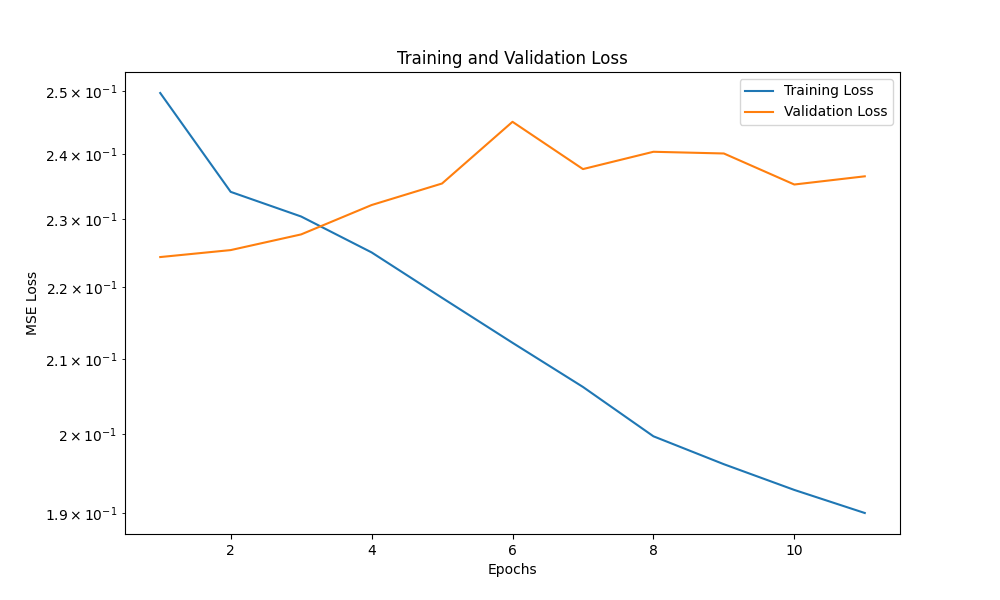 Training and Validation Loss
Training Loss
Validation Loss
MSE Loss
2.5 × 10⁻¹
2.4 × 10⁻¹
2.3 × 10⁻¹
2.2 × 10⁻¹
2.1 × 10⁻¹
2 × 10⁻¹
1.9 × 10⁻¹
2 4 6 8 10
Epochs